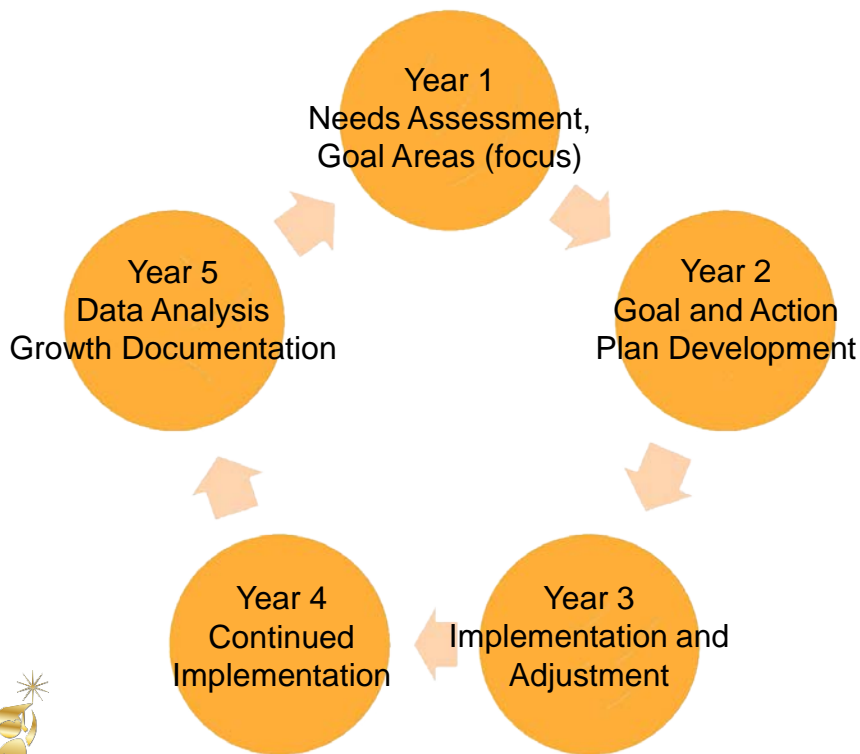 Year 1
Needs Assessment,
Goal Areas (focus)
Year 2
Goal and Action
Plan Development
Year 3
Implementation and
Adjustment
Year 4
Continued
Implementation
Year 5
Data Analysis
Growth Documentation